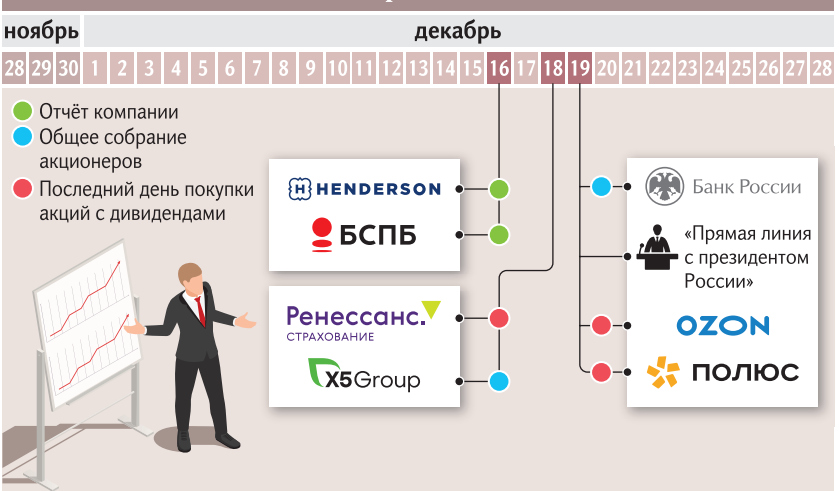 ноябрь декабрь
28 29 30 1 2 3 4 5 6 7 8 9 10 11 12 13 14 15 16 17 18 19 20 21 22 23 24 25 26 27 28
Отчёт компании
Общее собрание
акционеров
Последний день покупки
акций с дивидендами
HENDERSON
БСПБ
Ренессанс.
СТРАХОВАНИЕ
X5Group
Банк России
«Прямая линия
с президентом
России»
OZON
ПОЛЮС